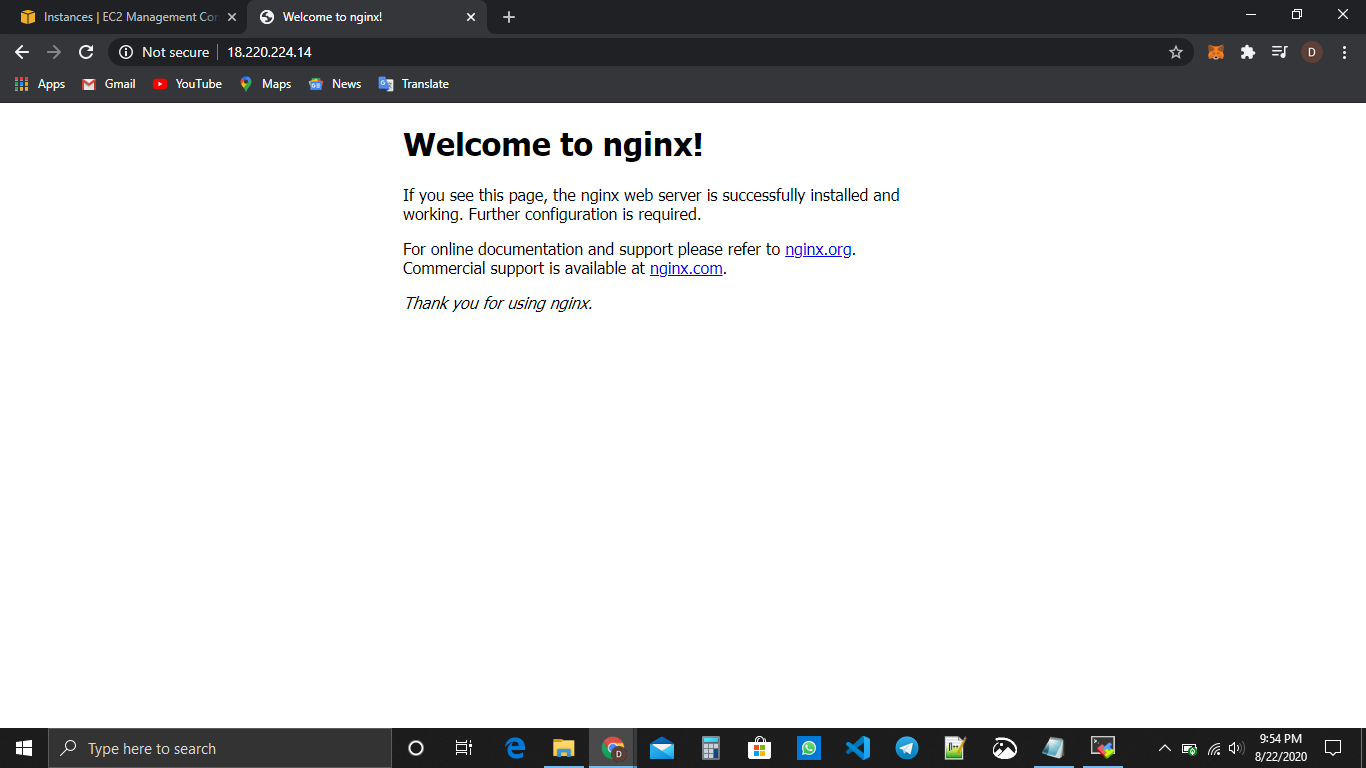 Instances | EC2 Management Con
Welcome to nginx!
Not secure
18.220.224.14
D
Apps
Gmail
YouTube
Maps
News
Translate
Welcome to nginx!
If you see this page, the nginx web server is successfully installed and
working. Further configuration is required.
For online documentation and support please refer to nginx.org.
Commercial support is available at nginx.com.
Thank you for using nginx.
Type here to search
D
9:54 PM
8/22/2020